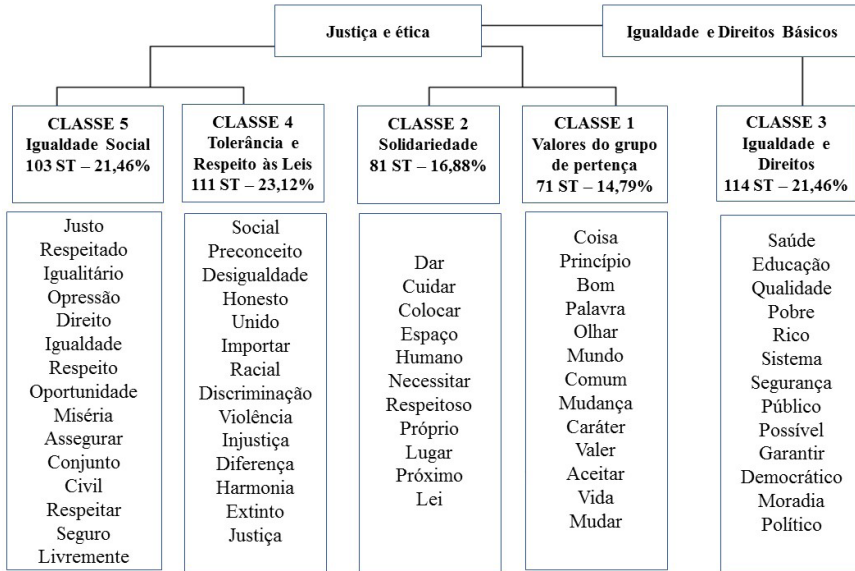 Justiça e ética
Igualdade e Direitos Básicos
CLASSE 5
Igualdade Social
103 ST – 21,46%
CLASSE 4
Tolerância e
Respeito às Leis
111 ST – 23,12%
CLASSE 2
Solidariedade
81 ST – 16,88%
CLASSE 1
Valores do grupo
de pertença
71 ST – 14,79%
CLASSE 3
Igualdade e
Direitos
114 ST – 21,46%
Justo
Respeitado
Igualitário
Opressão
Direito
Igualdade
Respeito
Oportunidade
Miséria
Assegurar
Conjunto
Civil
Respeitar
Seguro
Livremente
Social
Preconceito
Desigualdade
Honesto
Unido
Importar
Racial
Discriminação
Violência
Injustiça
Diferença
Harmonia
Extinto
Justiça
Dar
Cuidar
Colocar
Espaço
Humano
Necessitar
Respeitoso
Próprio
Lugar
Próximo
Lei
Coisa
Princípio
Bom
Palavra
Olhar
Mundo
Comum
Mudança
Caráter
Valer
Aceitar
Vida
Mudar
Saúde
Educação
Qualidade
Pobre
Rico
Sistema
Segurança
Público
Possível
Garantir
Democrático
Moradia
Político